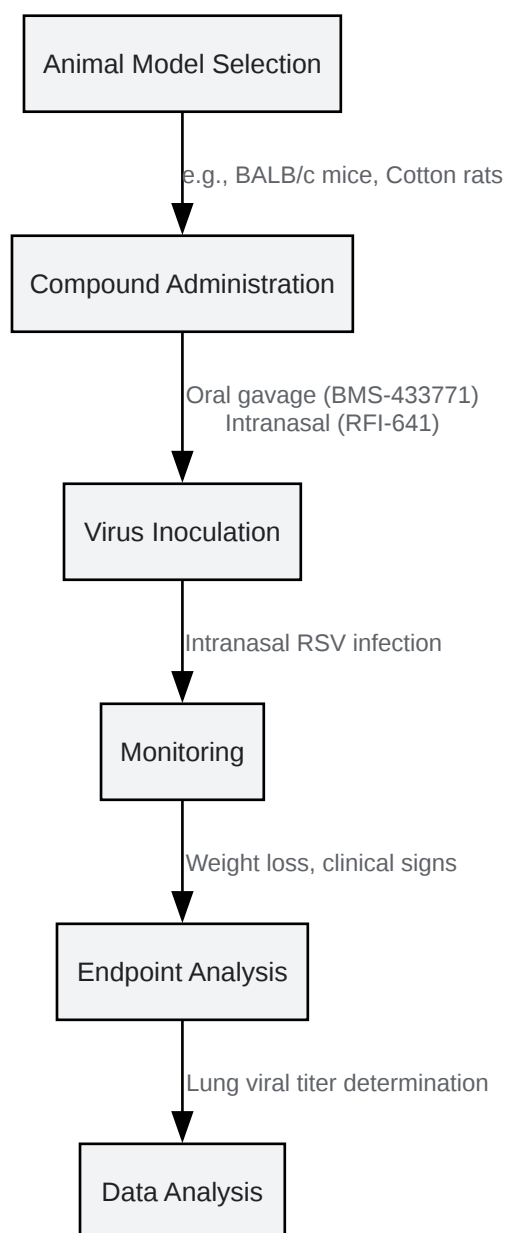 Animal Model Selection
e.g., BALB/c mice, Cotton rats
Compound Administration
Oral gavage (BMS-433771)
Intranasal (RFI-641)
Virus Inoculation
Intranasal RSV infection
Monitoring
Weight loss, clinical signs
Endpoint Analysis
Lung viral titer determination
Data Analysis